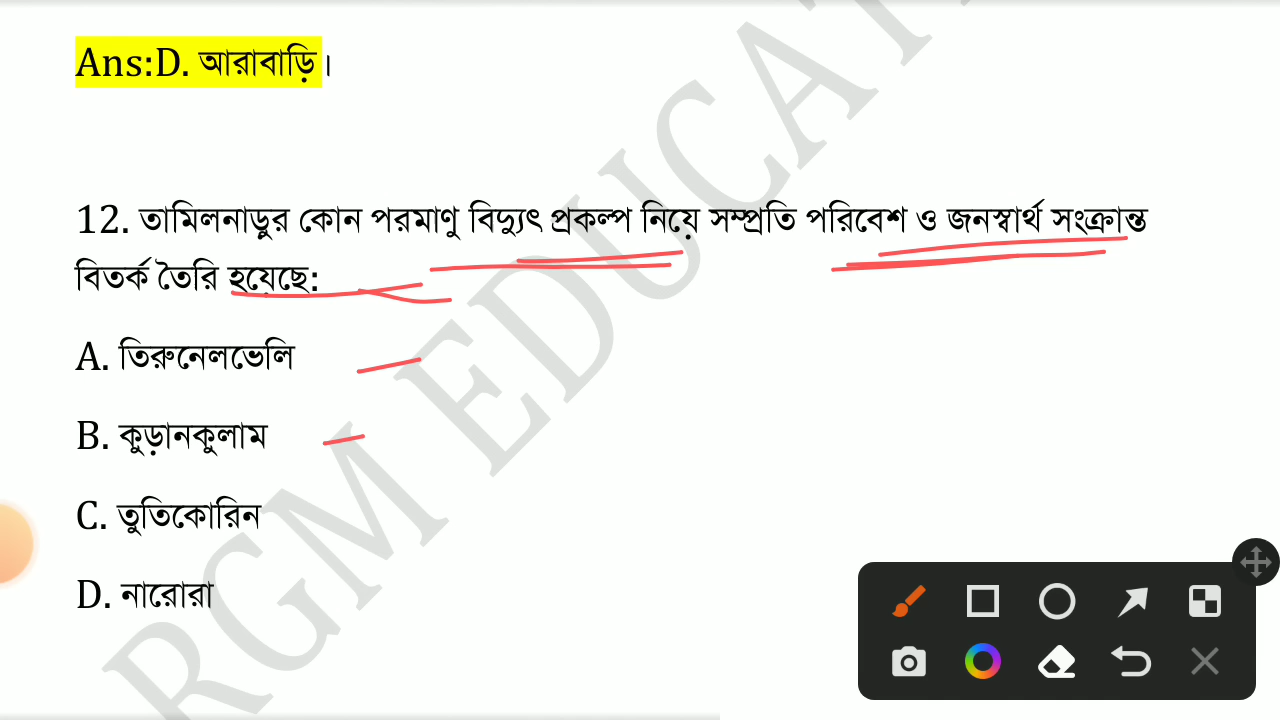 Ans:D. আরাবাড়ি।
12. তামিলনাড়ুর কোন পরমাণু বিদ্যুৎ প্রকল্প নিয়ে সম্প্রতি পরিবেশ ও জনস্বার্থ সংক্রান্ত
বিতর্ক তৈরি হয়েছে:
A. তিরুনেলভেলি
B. কুড়ানকুলাম
C. তুতিকোরিন
D. নারোরা
RGM EDUCAT